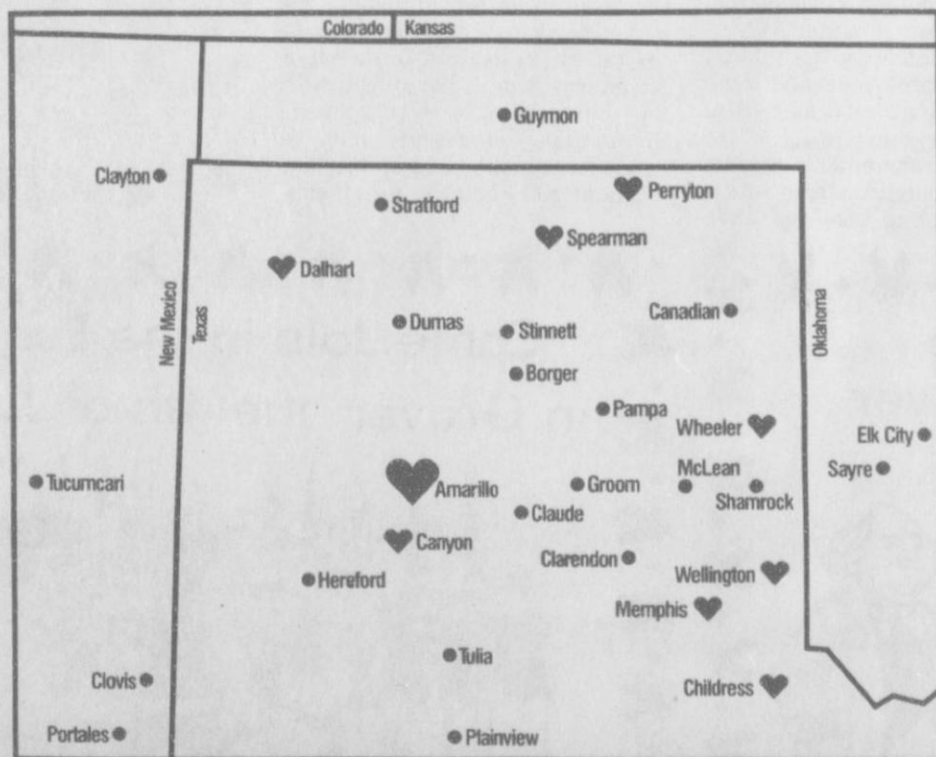 Colorado Kansas
Guymon
Clayton
Perryton
Stratford
Spearman
Dalhart
New Mexico
Texas
Oklahoma
Canadian
Dumas
Stinnett
Borger
Pampa
Wheeler
Elk City
McLean
Sayre
Tucumcari
Amarillo
Groom
Shamrock
Claude
Canyon
Clarendon
Wellington
Hereford
Memphis
Tulia
Clovis
Childress
Portales
Plainview